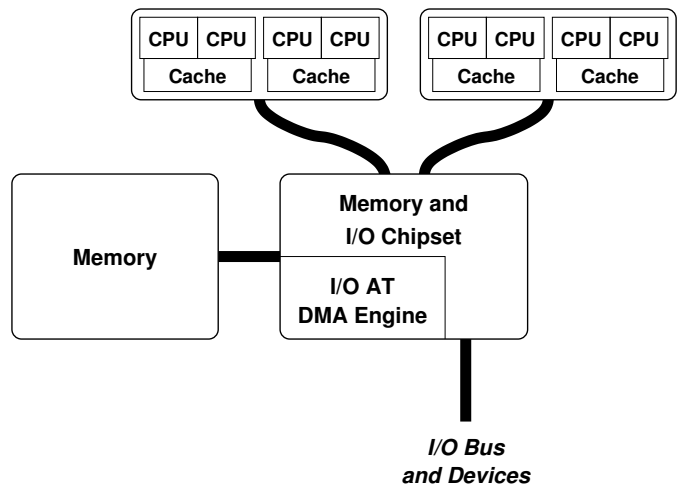 CPU CPU CPU CPU
Cache Cache
CPU CPU CPU CPU
Cache Cache
Memory
Memory and
I/O Chipset
I/O AT
DMA Engine
I/O Bus
and Devices